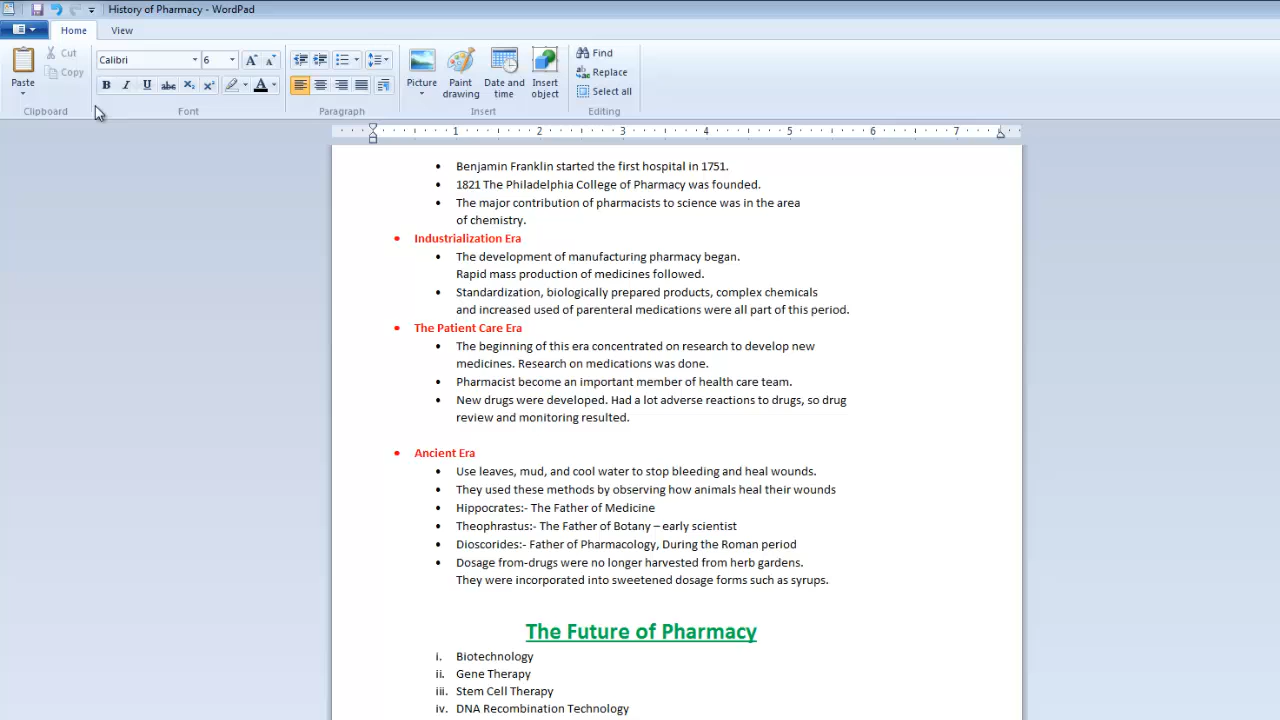 History of Pharmacy - WordPad
Home View
Paste
Cut
Copy
Clipboard
Calibri 6
Font
Paragraph
Picture
Paint drawing
Date and time
Insert object
Insert
Find
Replace
Select all
Editing
1 2 3 4 5 6 7
• Benjamin Franklin started the first hospital in 1751.
• 1821 The Philadelphia College of Pharmacy was founded.
• The major contribution of pharmacists to science was in the area
of chemistry.
• Industrialization Era
• The development of manufacturing pharmacy began.
Rapid mass production of medicines followed.
• Standardization, biologically prepared products, complex chemicals
and increased used of parenteral medications were all part of this period.
• The Patient Care Era
• The beginning of this era concentrated on research to develop new
medicines. Research on medications was done.
• Pharmacist become an important member of health care team.
• New drugs were developed. Had a lot adverse reactions to drugs, so drug
review and monitoring resulted.
• Ancient Era
• Use leaves, mud, and cool water to stop bleeding and heal wounds.
• They used these methods by observing how animals heal their wounds
• Hippocrates:- The Father of Medicine
• Theophrastus:- The Father of Botany – early scientist
• Dioscorides:- Father of Pharmacology, During the Roman period
• Dosage from-drugs were no longer harvested from herb gardens.
They were incorporated into sweetened dosage forms such as syrups.
The Future of Pharmacy
i. Biotechnology
ii. Gene Therapy
iii. Stem Cell Therapy
iv. DNA Recombination Technology